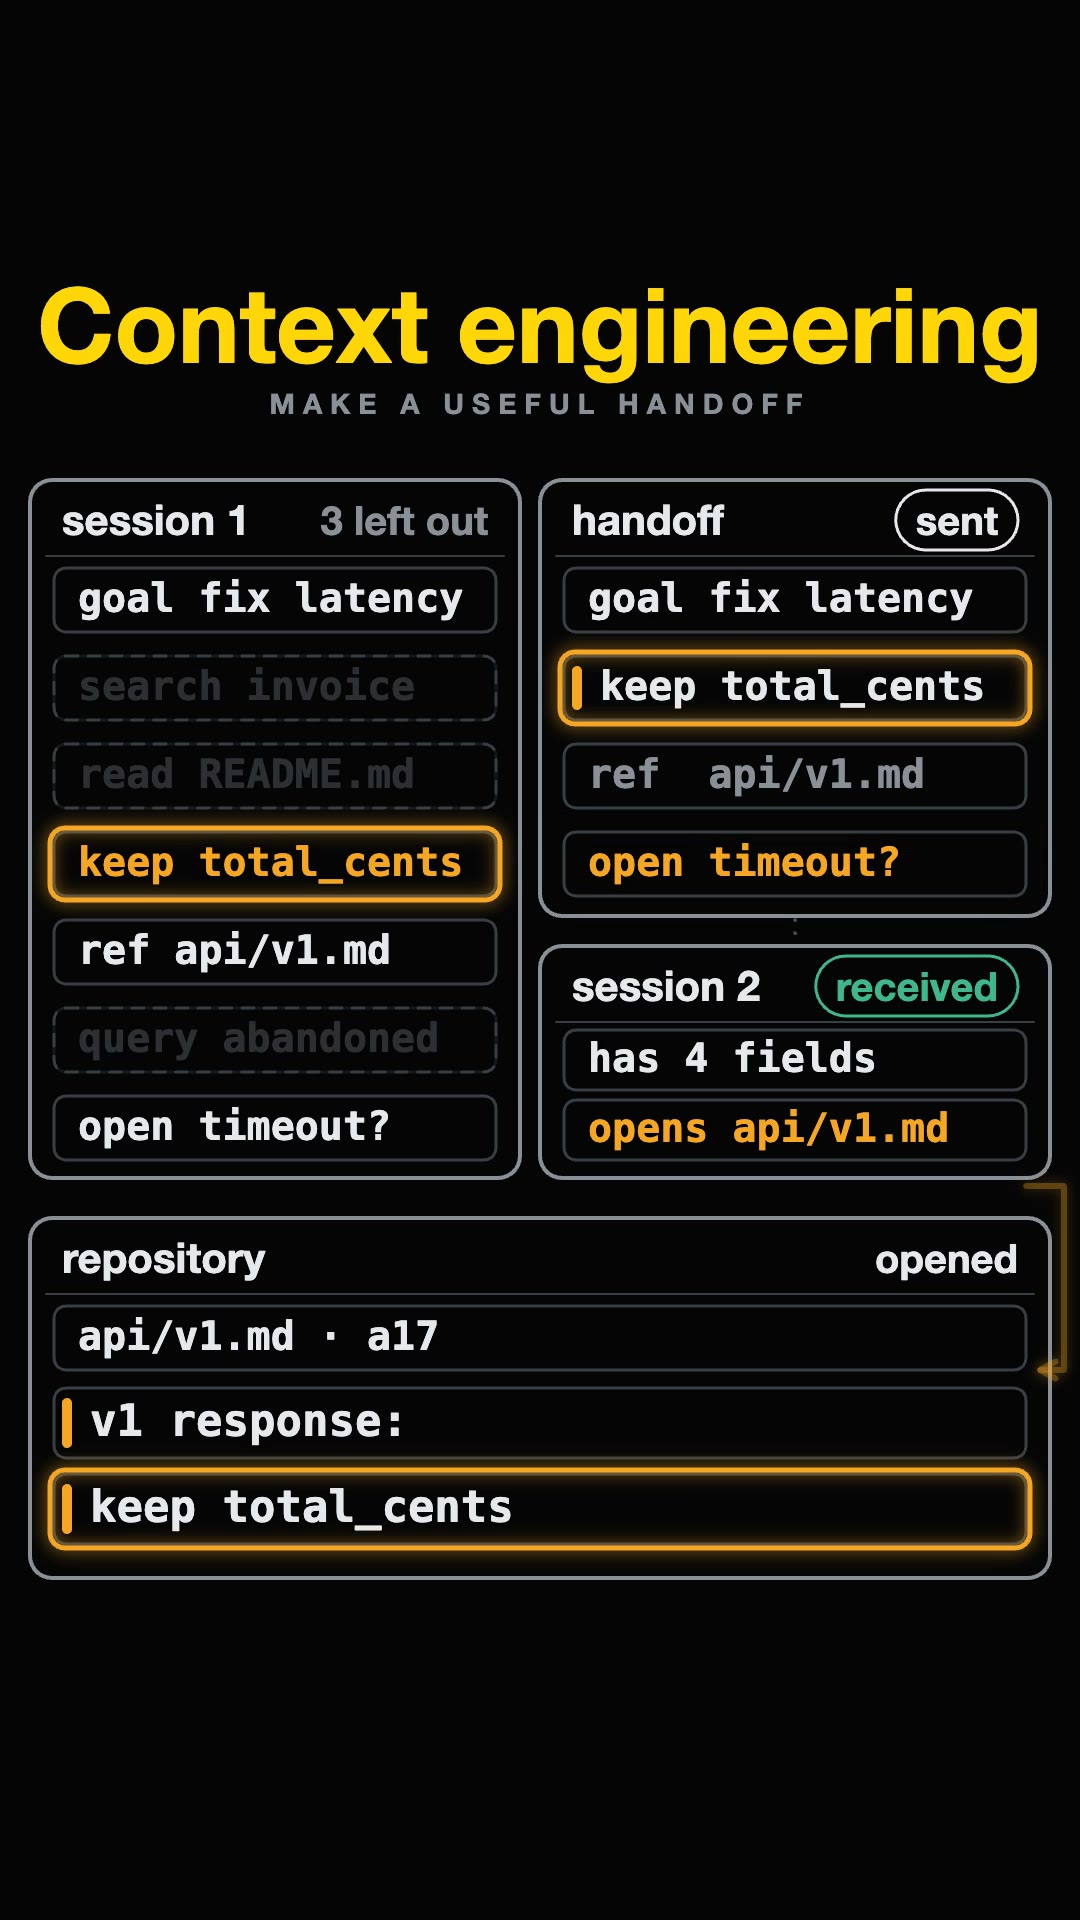 Context engineering
MAKE A USEFUL HANDOFF
session 1 3 left out
goal fix latency
search invoice
read README.md
keep total_cents
ref api/v1.md
query abandoned
open timeout?
handoff sent
goal fix latency
keep total_cents
ref api/v1.md
open timeout?
session 2 received
has 4 fields
opens api/v1.md
repository opened
api/v1.md · a17
v1 response:
keep total_cents